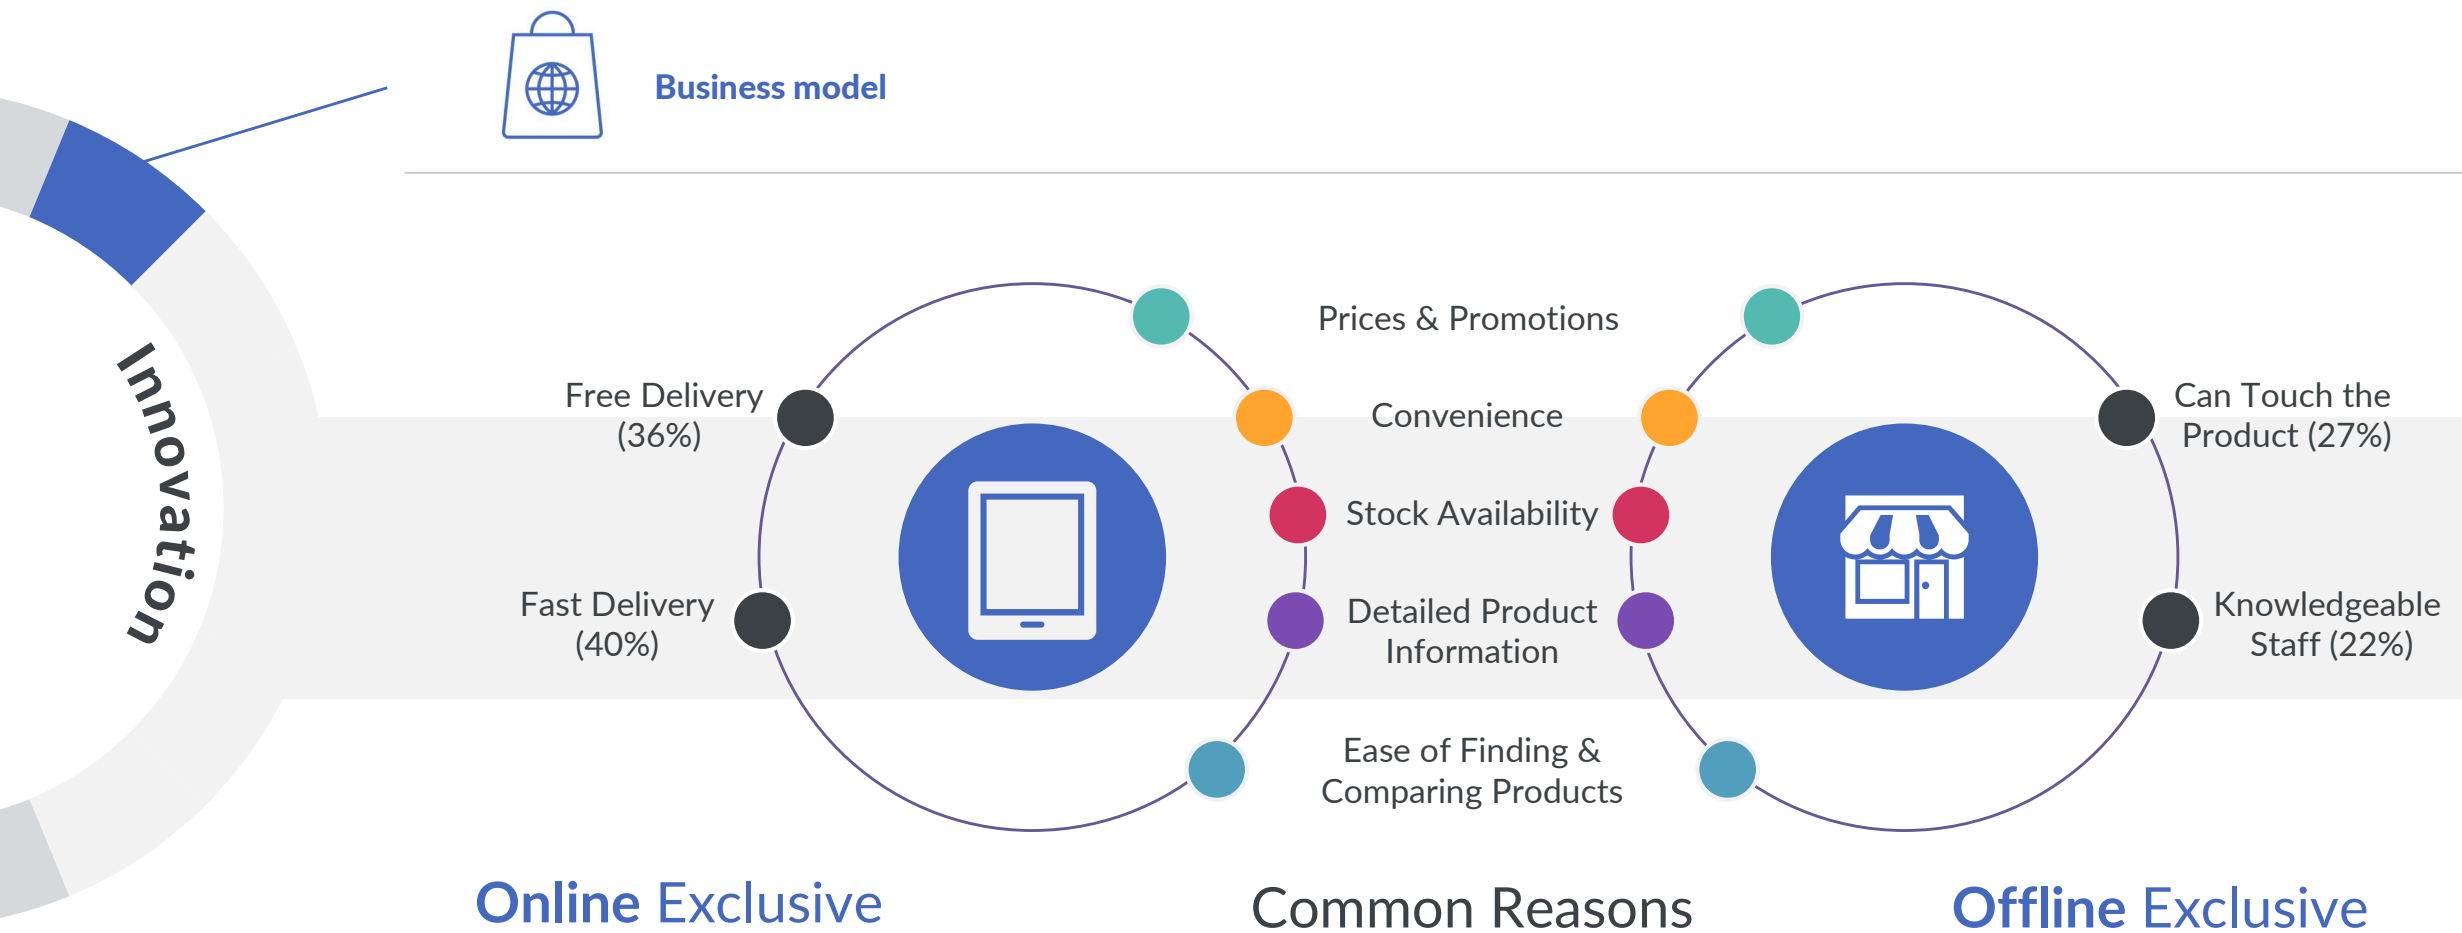 Business model
Innovation
Free Delivery
(36%)
Fast Delivery
(40%)
Prices & Promotions
Convenience
Stock Availability
Detailed Product
Information
Ease of Finding &
Comparing Products
Can Touch the
Product (27%)
Knowledgeable
Staff (22%)
Online Exclusive
Common Reasons
Offline Exclusive